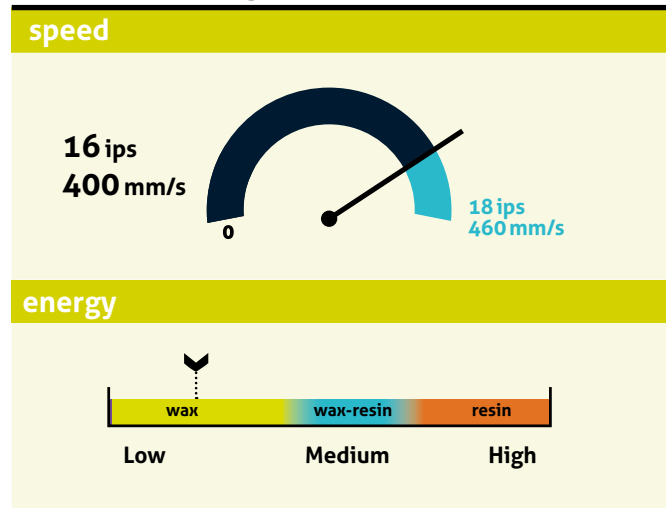 speed
16 ips
400 mm/s
0
18 ips
460 mm/s
energy
wax wax-resin resin
Low Medium High